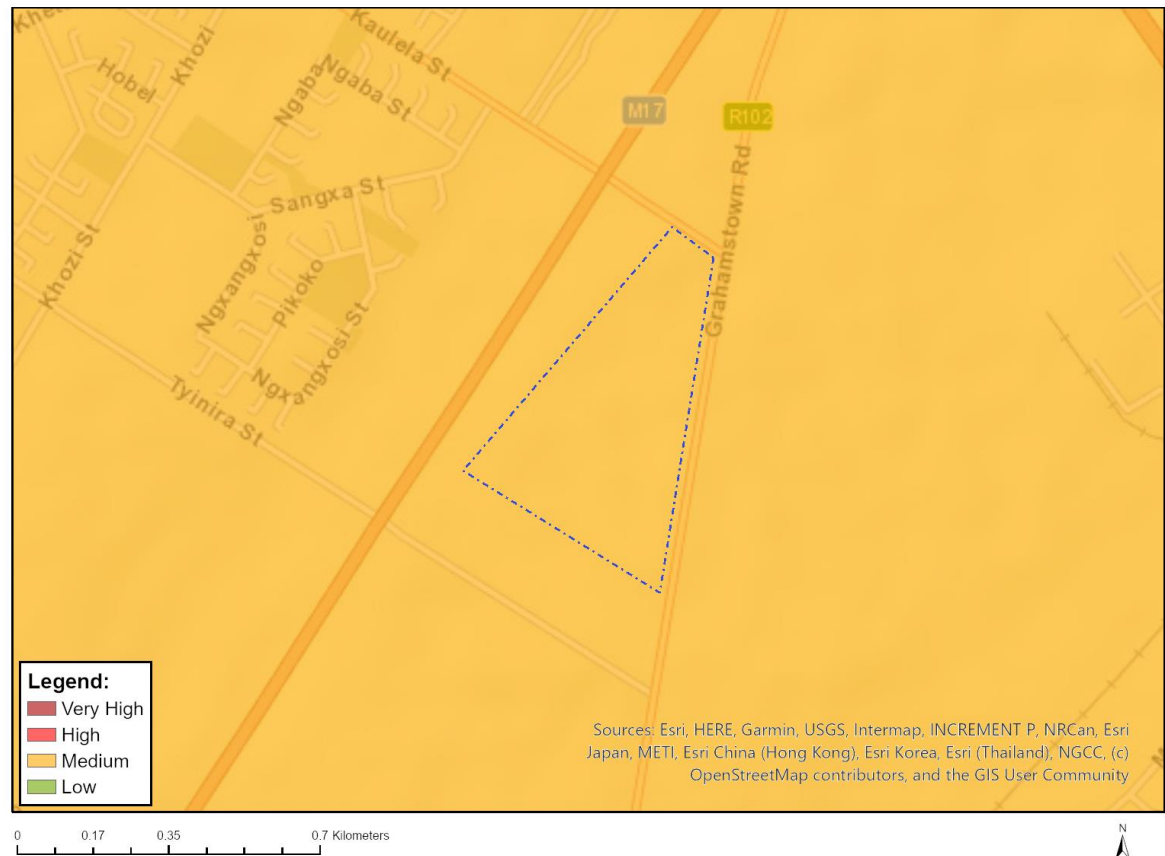 Kaulela St
Khozi
Hobel
Ngaba
Ngaba St
M17
R102
Sangxa St
Grahamstown Rd
Khozi St
Ngxangxosi
Pikoko
Ngxangxosi St
Tyinira St
Legend:
Very High
High
Medium
Low
Sources: Esri, HERE, Garmin, USGS, Intermap, INCREMENT P, NRCan, Esri
Japan, METI, Esri China (Hong Kong), Esri Korea, Esri (Thailand), NGCC, (c)
OpenStreetMap contributors, and the GIS User Community
0 0.17 0.35 0.7 Kilometers
N